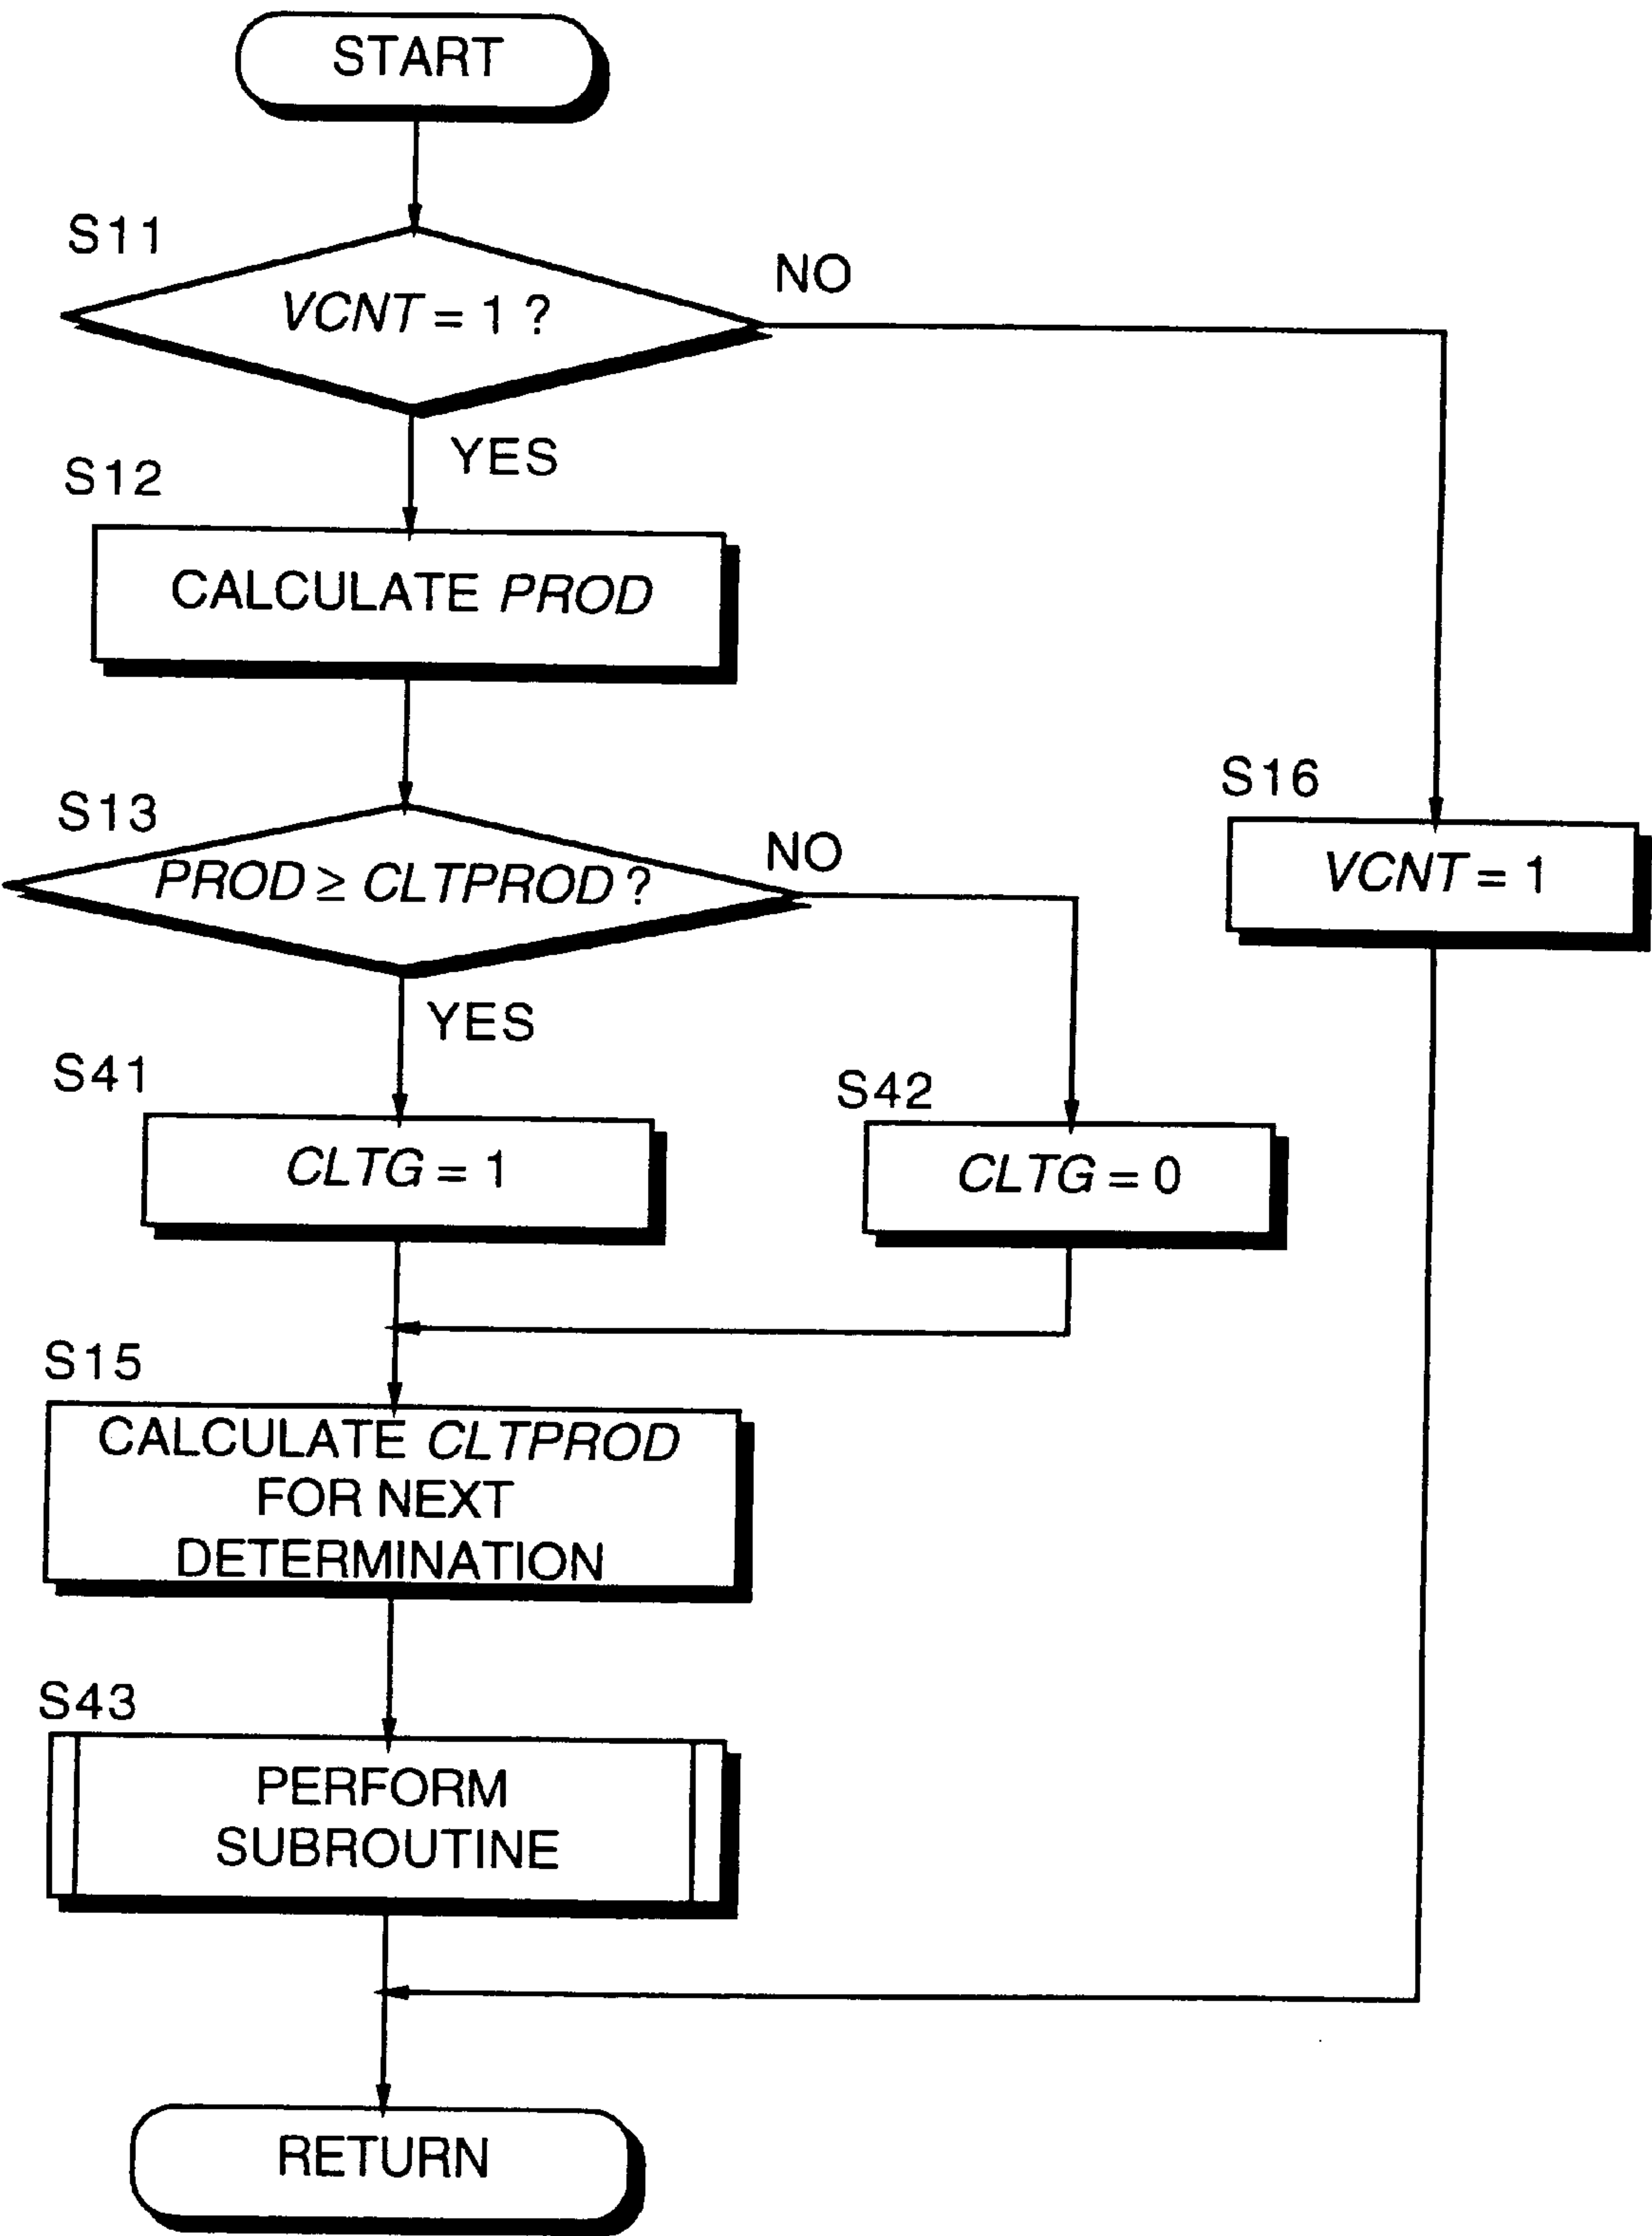 START
S11
VCNT = 1 ?
NO
YES
S12
CALCULATE PROD
S13
PROD ≥ CLTPROD ?
NO
YES
S16
VCNT = 1
S41
CLTG = 1
S42
CLTG = 0
S15
CALCULATE CLTPROD
FOR NEXT
DETERMINATION
S43
PERFORM
SUBROUTINE
RETURN